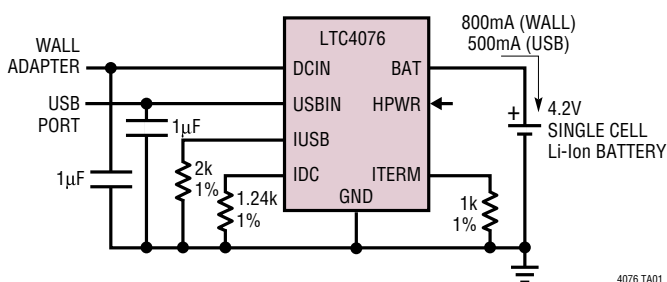 800mA (WALL)
500mA (USB)
WALL
ADAPTER
USB
PORT
LTC4076
DCIN
BAT
USBIN
HPWR
IUSB
IDC
ITERM
GND
1μF
1μF
2k
1%
1.24k
1%
1k
1%
+
4.2V
SINGLE CELL
Li-Ion BATTERY
4076 TA01